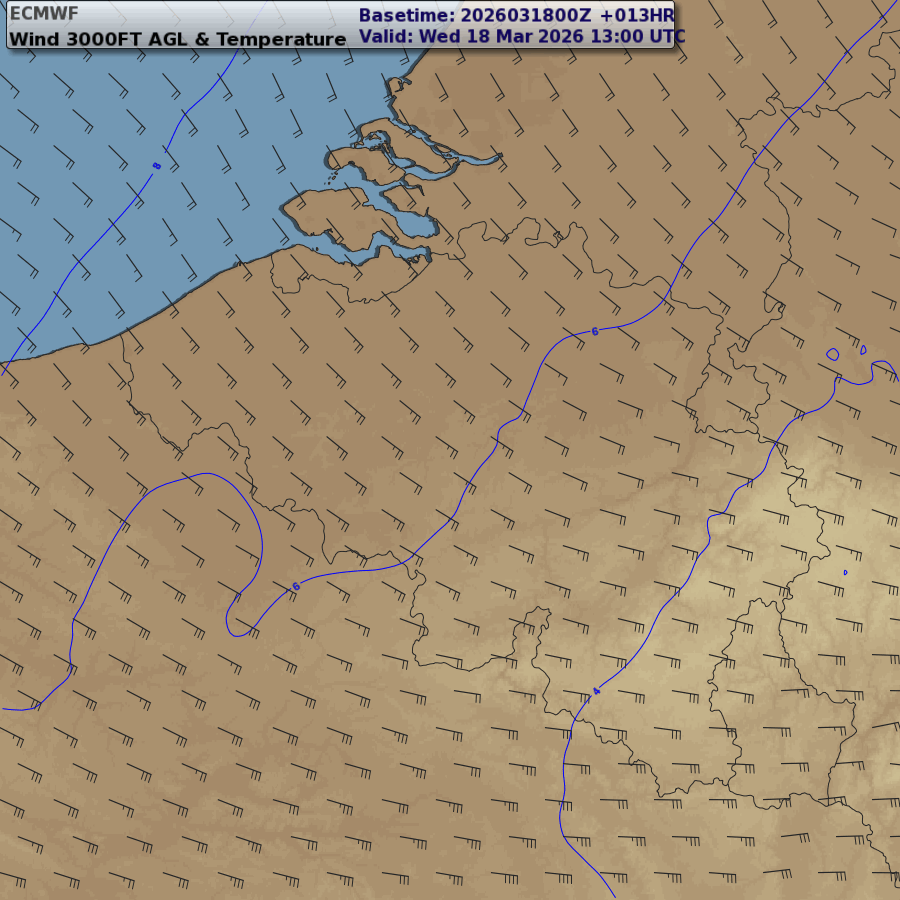 ECMWF
Basetime: 2026031800Z +013HR
Wind 3000FT AGL & Temperature
Valid: Wed 18 Mar 2026 13:00 UTC
8
6
6
4